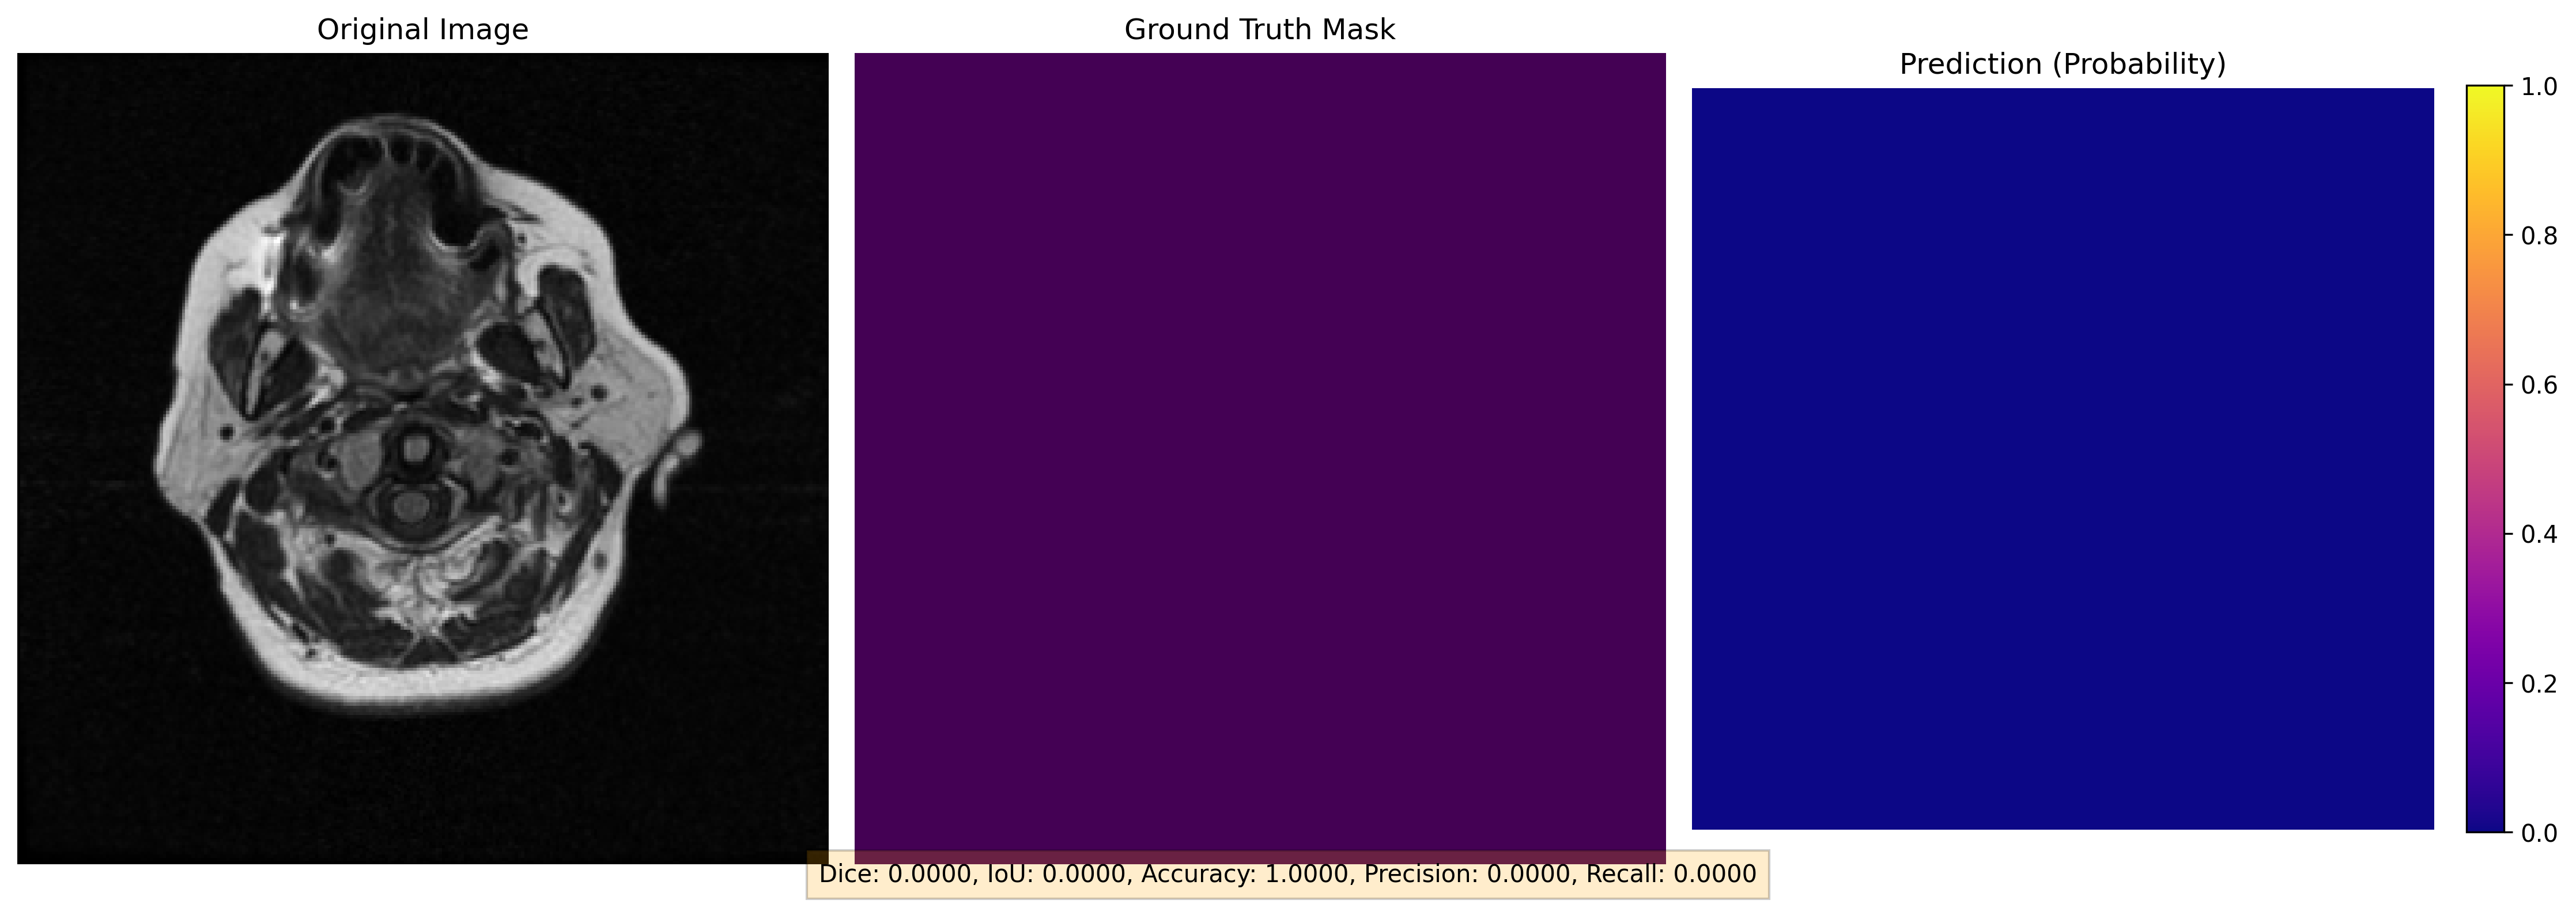 Original Image
Ground Truth Mask
Prediction (Probability)
1.0
0.8
0.6
0.4
0.2
0.0
Dice: 0.0000, IoU: 0.0000, Accuracy: 1.0000, Precision: 0.0000, Recall: 0.0000